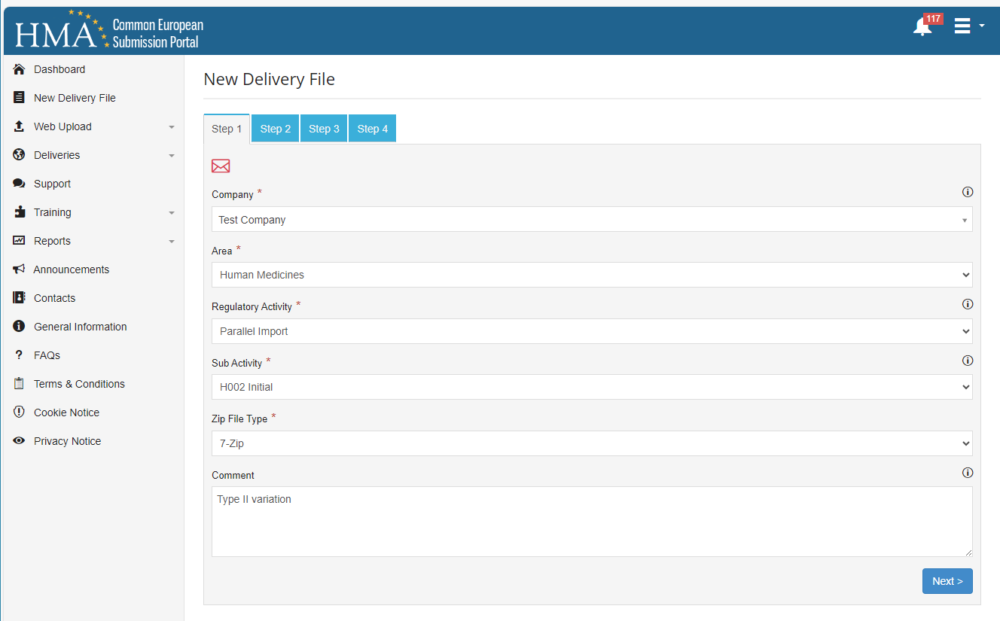 HMA
Common European
Submission Portal
117
Dashboard
New Delivery File
Web Upload
Deliveries
Support
Training
Reports
Announcements
Contacts
General Information
FAQs
Terms & Conditions
Cookie Notice
Privacy Notice
New Delivery File
Step 1 Step 2 Step 3 Step 4
Company *
Test Company
Area *
Human Medicines
Regulatory Activity *
Parallel Import
Sub Activity *
H002 Initial
Zip File Type *
7-Zip
Comment
Type II variation
Next >